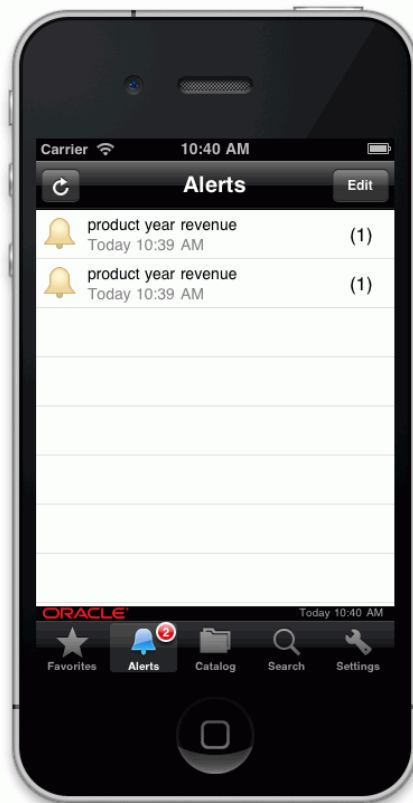 Carrier 10:40 AM
Alerts Edit
product year revenue (1)
Today 10:39 AM
product year revenue (1)
Today 10:39 AM
ORACLE Today 10:40 AM
2
Favorites Alerts Catalog Search Settings